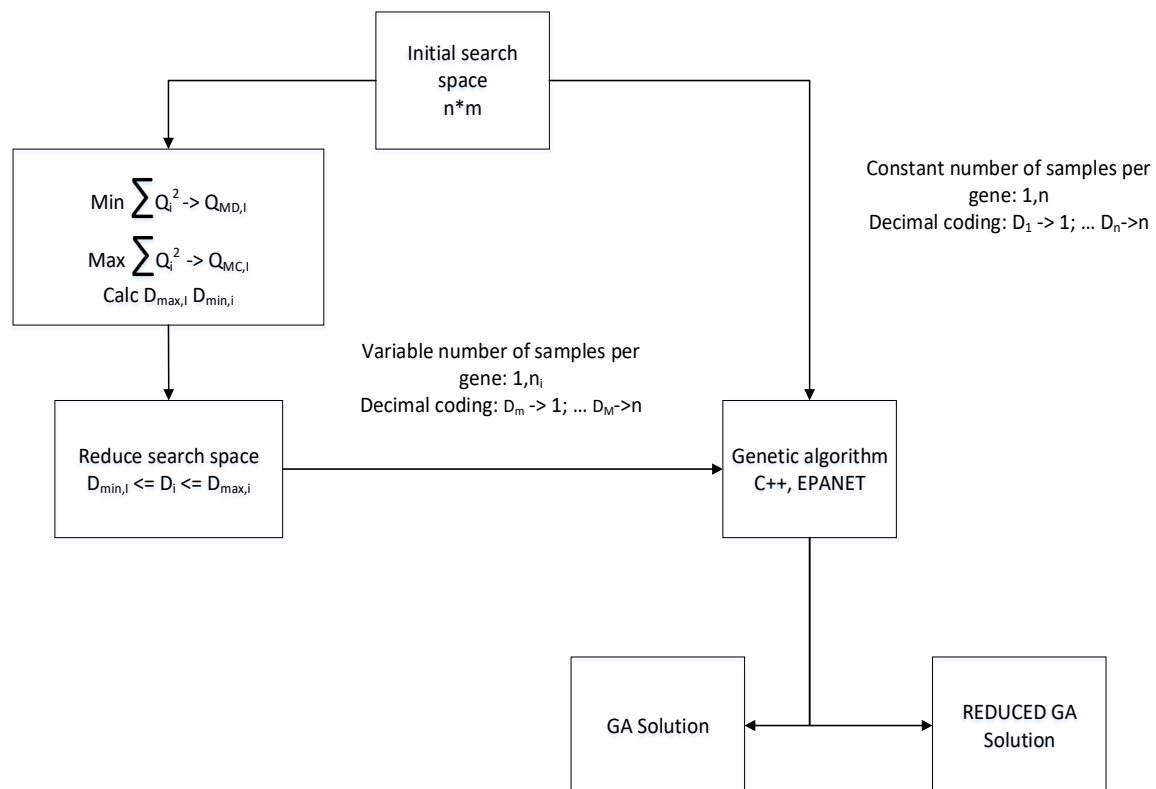 Initial search
space
n*m
Min ∑Qᵢ² -> Q_MD,I
Max ∑Qᵢ² -> Q_MC,I
Calc D_max,I D_min,i
Constant number of samples per
gene: 1,n
Decimal coding: D₁ -> 1; ... Dₙ->n
Variable number of samples per
gene: 1,nᵢ
Decimal coding: D_m -> 1; ... D_M->n
Reduce search space
D_min,I <= D_i <= D_max,i
Genetic algorithm
C++, EPANET
GA Solution
REDUCED GA
Solution